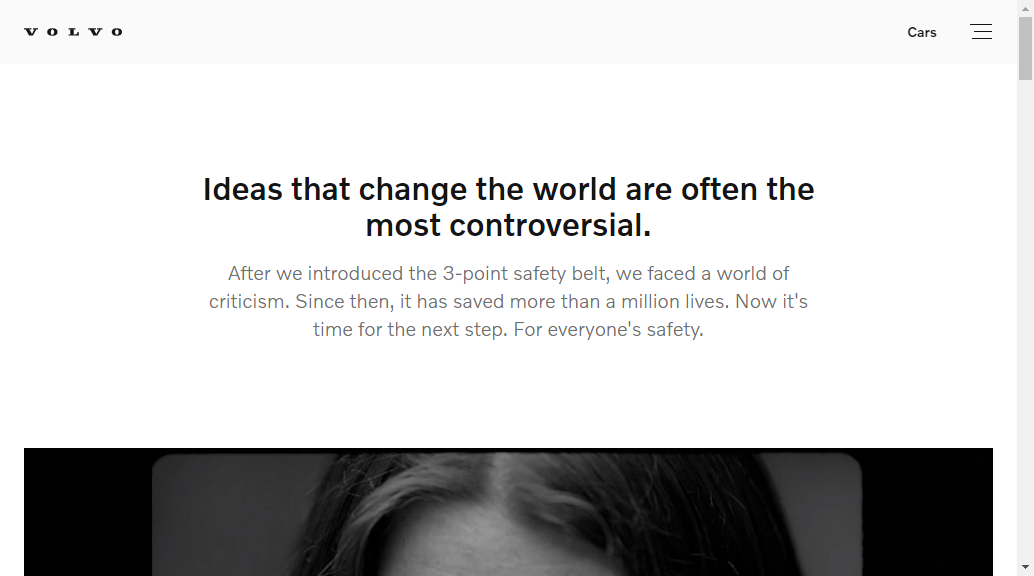 VOLVO
Cars
Ideas that change the world are often the
most controversial.
After we introduced the 3-point safety belt, we faced a world of
criticism. Since then, it has saved more than a million lives. Now it's
time for the next step. For everyone's safety.